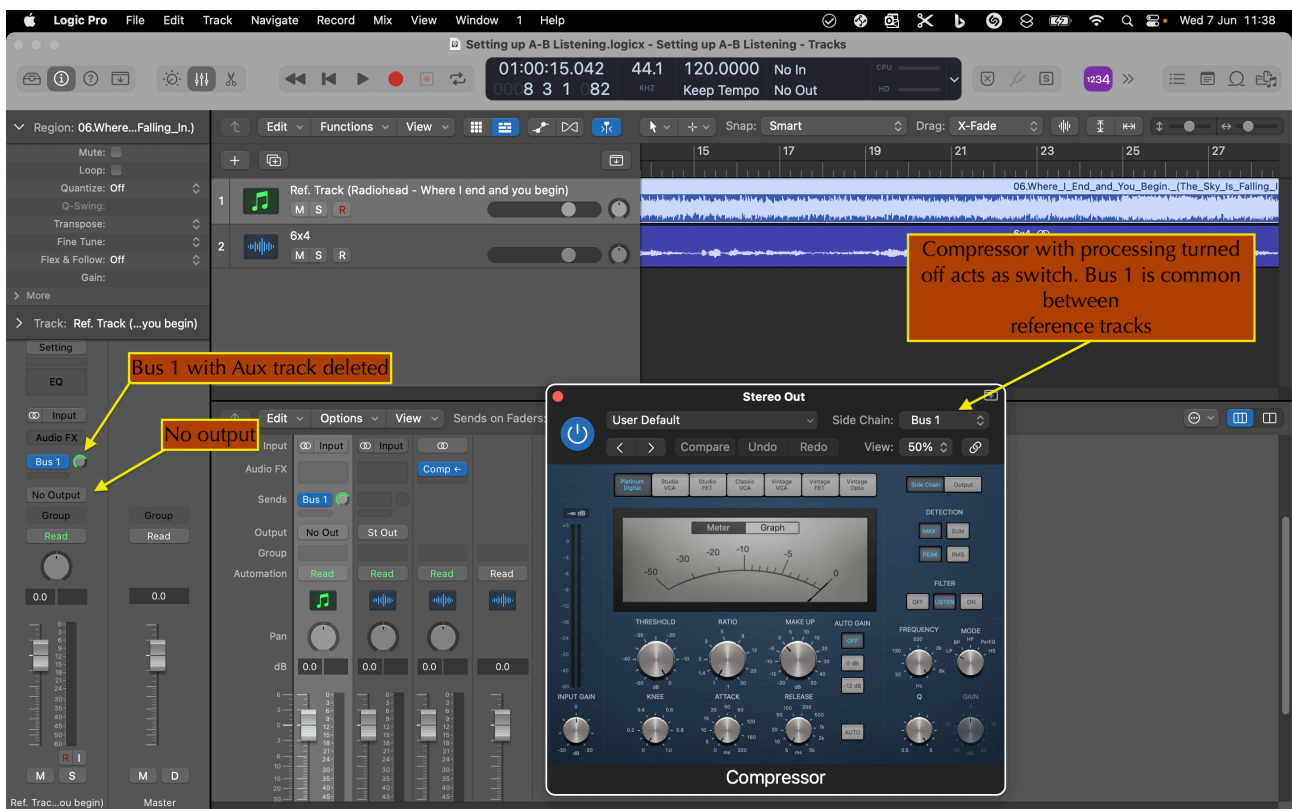 Logic Pro File Edit Track Navigate Record Mix View Window 1 Help Wed 7 Jun 11:38
Setting up A-B Listening.logicx - Setting up A-B Listening - Tracks
01:00:15.042 44.1 120.0000 No In CPU
0008 3 1 082 KHZ Keep Tempo No Out HD
S 1234
Region: 06.Where...Falling_In.)
Edit Functions View Snap: Smart Drag: X-Fade
Mute:
Loop:
Quantize: Off
Q-Swing:
Transpose:
Fine Tune:
Flex & Follow: Off
Gain:
More
15 17 19 21 23 25 27
1 Ref. Track (Radiohead - Where I end and you begin)
M S R
06.Where_I_End_and_You_Begin._(The_Sky_Is_Falling_I
2 6x4
M S R
6x4
Compressor with processing turned
off acts as switch. Bus 1 is common
between
reference tracks
Track: Ref. Track (...you begin)
Setting
EQ
Input
Audio FX
Bus 1
No Output
Group Group
Read Read
0.0 0.0
Bus 1 with Aux track deleted
No output
Edit Options View Sends on Faders:
Input Input Input
Audio FX Comp
Sends Bus 1
Output No Out St Out
Group
Automation Read Read Read Read
Pan
dB 0.0 0.0 0.0 0.0
R I
M S M D
Ref. Trac...ou begin) Master
Stereo Out
User Default Side Chain: Bus 1
Compare Undo Redo View: 50%
Platinum Digital Studio VCA Studio FET Classic VCA Vintage VCA Vintage FET Vintage Opto
Side Chain Output
Meter Graph
-50 -30 -20 -10 -5 0
DETECTION
MAX SUM
PEAK RMS
FILTER
OFF LISTEN ON
THRESHOLD RATIO MAKE UP AUTO GAIN
OFF
0 dB
-12 dB
FREQUENCY MODE
INPUT GAIN KNEE ATTACK RELEASE
AUTO
Q GAIN
Compressor